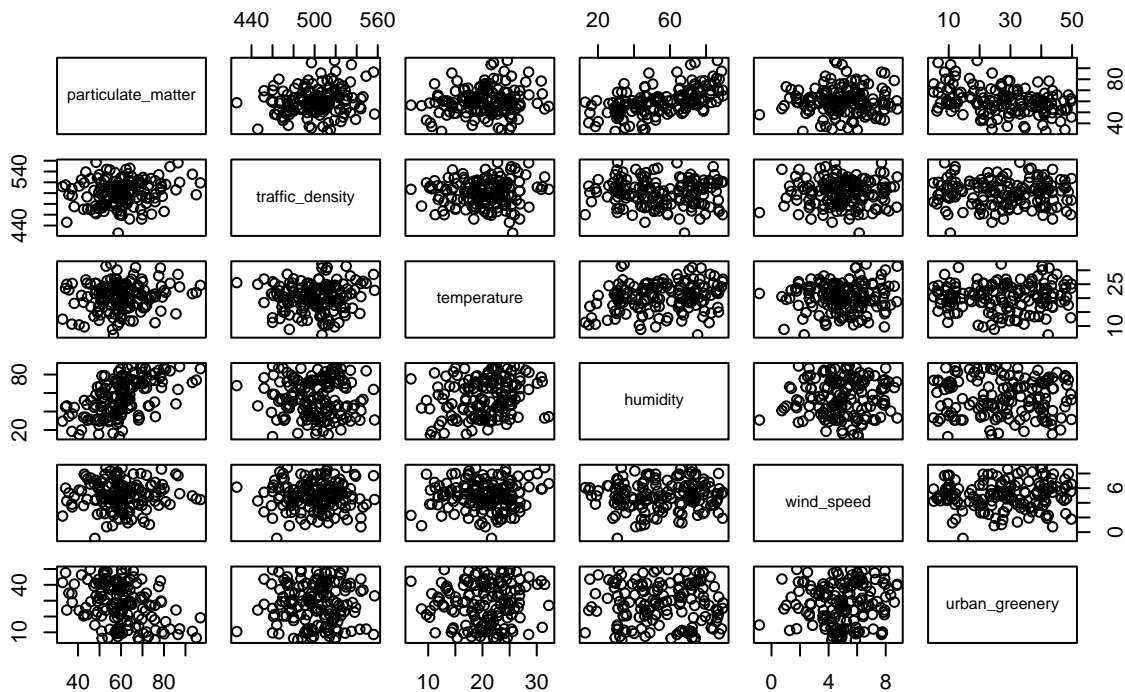 440 500 560
20 60
10 30 50
particulate_matter
40 80
440 540
traffic_density
temperature
10 25
20 80
humidity
wind_speed
0 6
10 40
urban_greenery
40 60 80
10 20 30
0 4 8